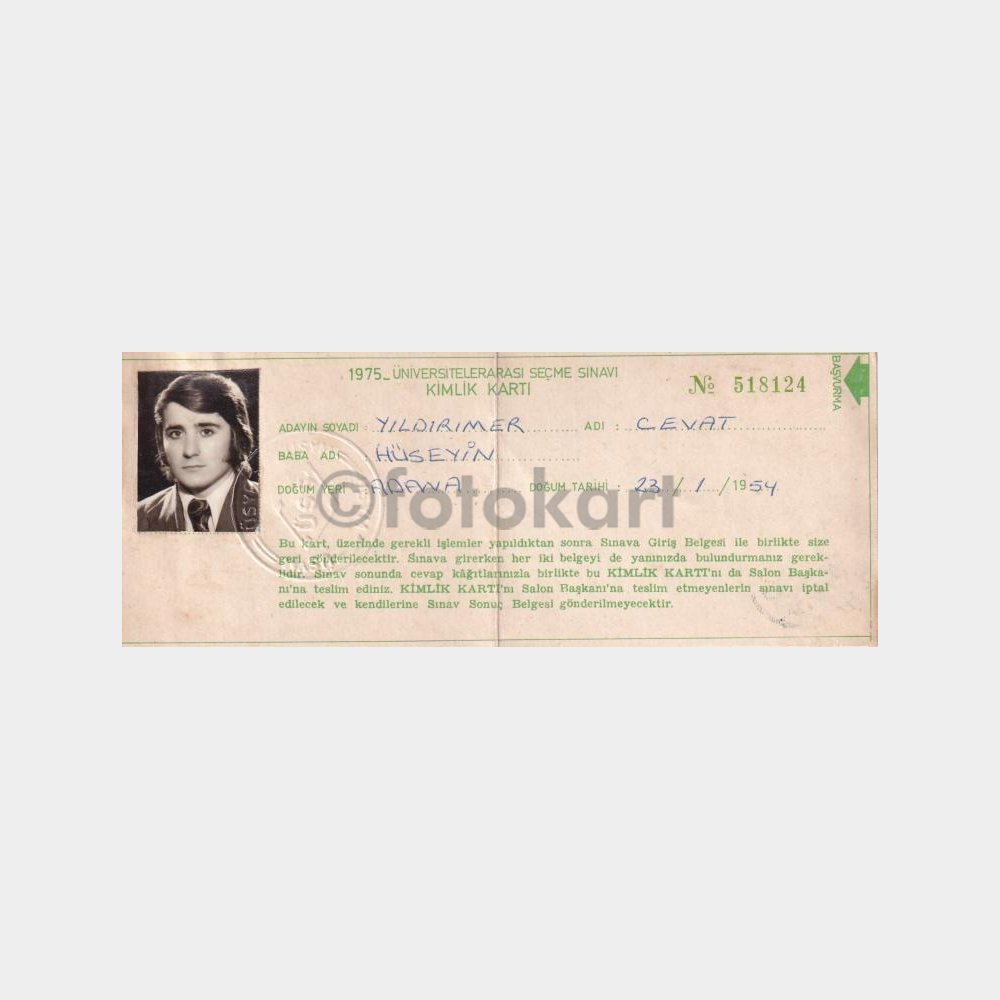 1975_ÜNİVERSİTELERARASI SEÇME SINAVI
KİMLİK KARTI
№ 518124
BAŞVURMA
ADAYIN SOYADI : YILDIRIMER ADI : CEVAT
BABA ADI : HÜSEYİN
DOĞUM YERİ : ADANA DOĞUM TARİHİ : 23 / 1 / 1954
©fotokart
Bu kart, üzerinde gerekli işlemler yapıldıktan sonra Sınava Giriş Belgesi ile birlikte size
geri gönderilecektir. Sınava girerken her iki belgeyi de yanınızda bulundurmanız gerek-
lidir. Sınav sonunda cevap kâğıtlarınızla birlikte bu KİMLİK KARTI'nı da Salon Başka-
nı'na teslim ediniz. KİMLİK KARTI'nı Salon Başkanı'na teslim etmeyenlerin sınavı iptal
edilecek ve kendilerine Sınav Sonuç Belgesi gönderilmeyecektir.